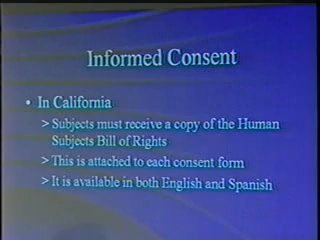 Informed Consent
• In California
> Subjects must receive a copy of the Human
Subjects Bill of Rights
> This is attached to each consent form
> It is available in both English and Spanish